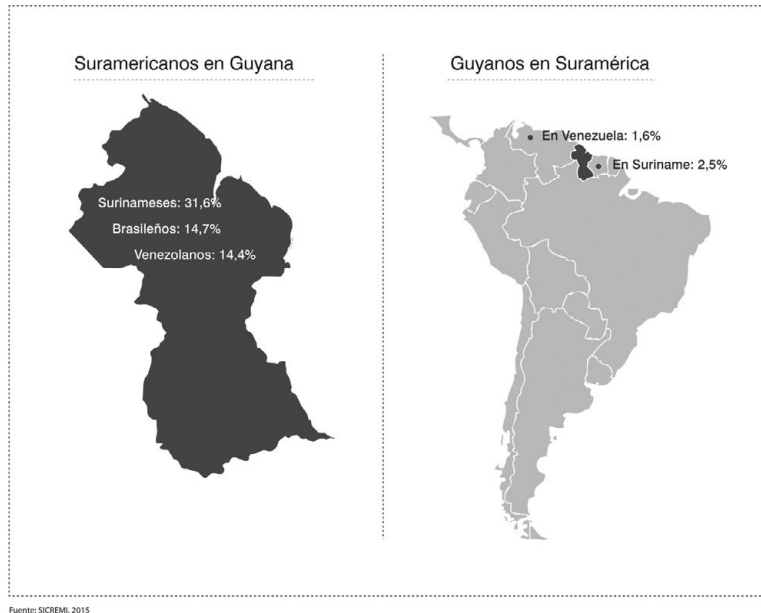 Suramericanos en Guyana
Surinameses: 31,6%
Brasileños: 14,7%
Venezolanos: 14,4%
Guyanos en Suramérica
En Venezuela: 1,6%
En Suriname: 2,5%
Fuente: SICREMI, 2015